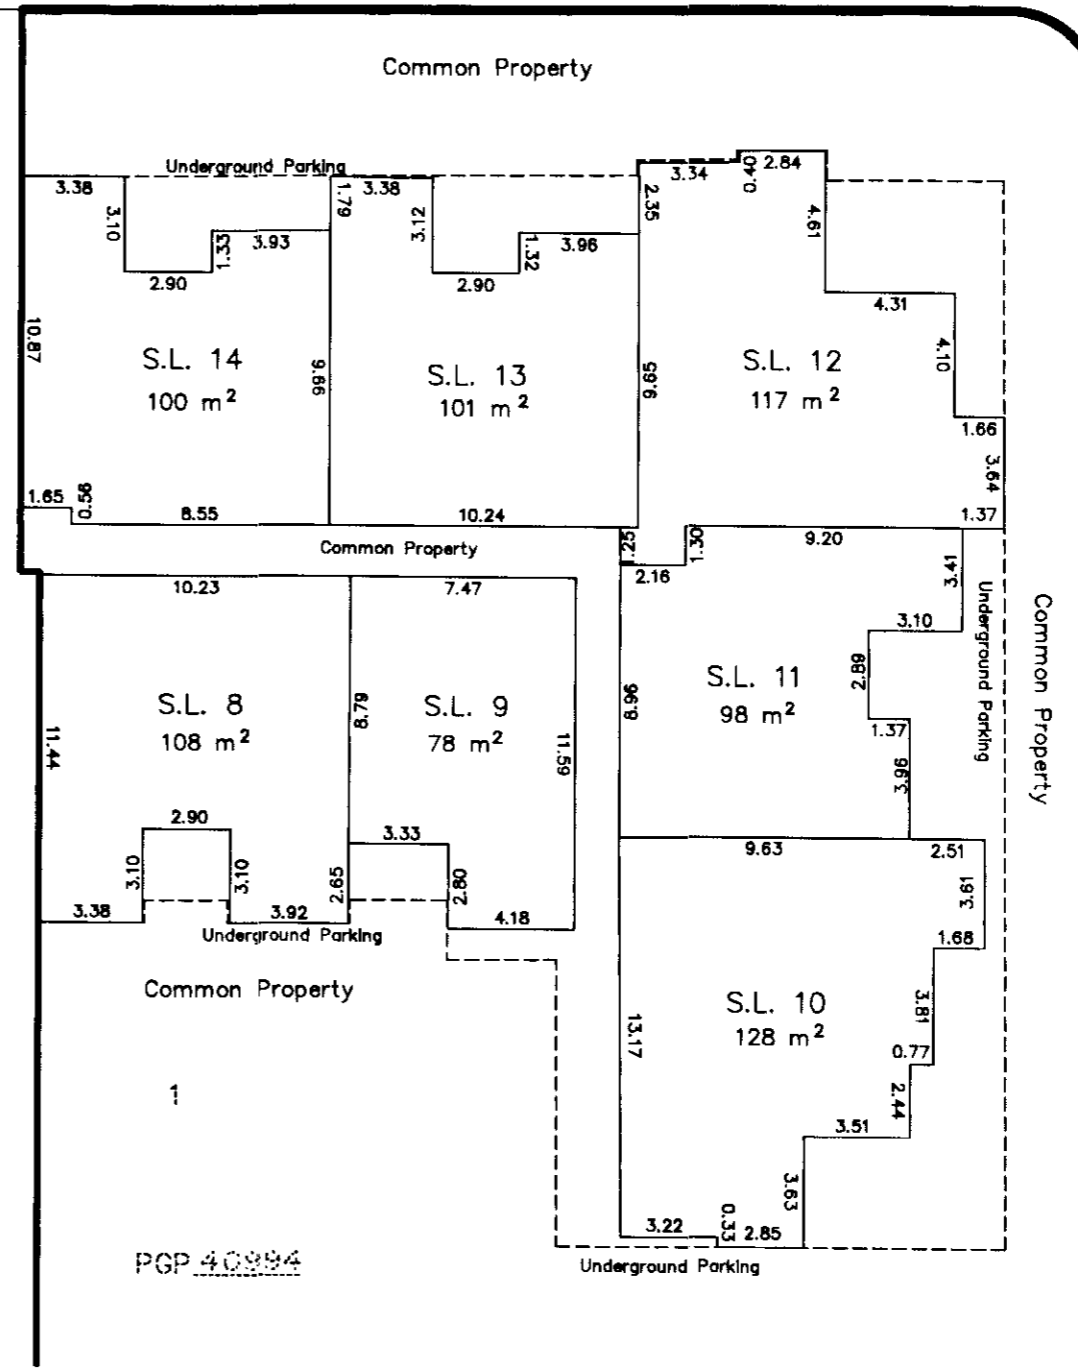 Common Property
Underground Parking
3.38
3.10
2.90
1.33
3.93
1.79
3.38
3.12
2.90
1.32
3.96
2.35
3.34
0.40
2.84
4.61
4.31
4.10
1.66
3.64
1.37
10.87
S.L. 14
100 m²
9.66
S.L. 13
101 m²
9.65
S.L. 12
117 m²
1.65
0.56
8.55
10.24
Common Property
1.25
2.16
1.30
9.20
3.41
3.10
2.89
1.37
3.66
Underground Parking
Common Property
10.23
7.47
11.44
S.L. 8
108 m²
8.79
S.L. 9
78 m²
11.59
8.96
S.L. 11
98 m²
2.90
3.10
3.10
3.38
3.92
2.65
3.33
2.80
4.18
Underground Parking
Common Property
9.63
2.51
3.61
1.68
3.81
0.77
2.44
3.51
3.63
13.17
S.L. 10
128 m²
3.22
0.33
2.85
Underground Parking
1
PGP 40994